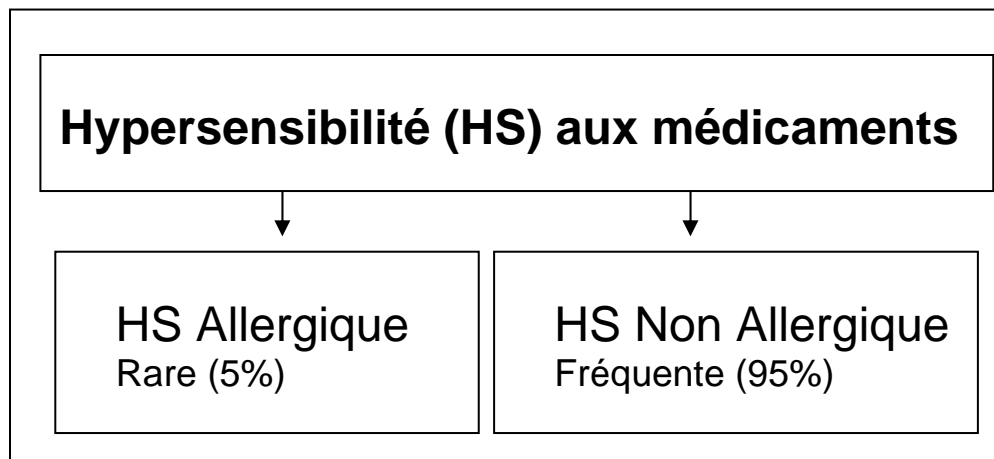 Hypersensibilité (HS) aux médicaments
HS Allergique
Rare (5%)
HS Non Allergique
Fréquente (95%)